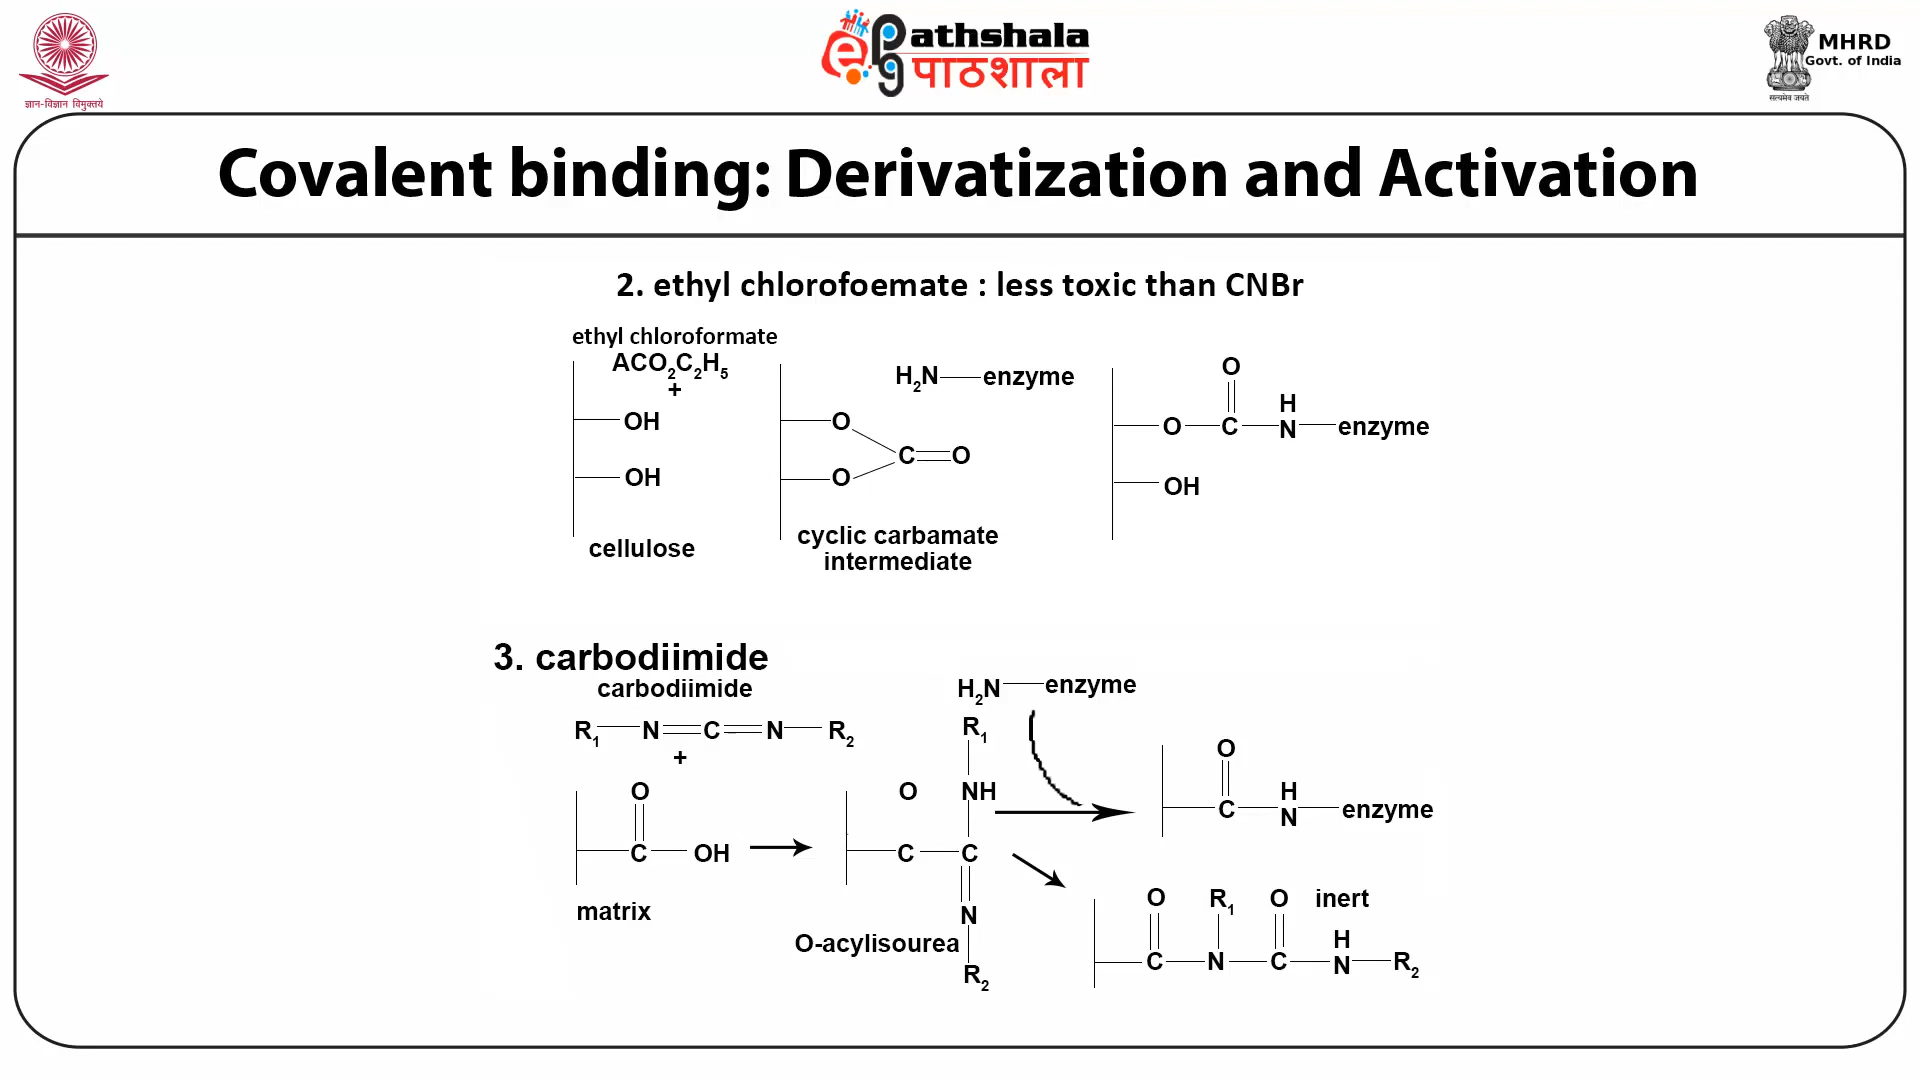 ज्ञान-विज्ञान विमुक्तये
ePathshala
पाठशाला
MHRD
Govt. of India
सत्यमेव जयते
Covalent binding: Derivatization and Activation
2. ethyl chlorofoemate : less toxic than CNBr
ethyl chloroformate
ACO2C2H5
+
OH
OH
cellulose
O
O
C O
cyclic carbamate
intermediate
H2N enzyme
O
O C H N enzyme
OH
3. carbodiimide
carbodiimide
R1 N C N R2
+
O
C OH
matrix
H2N enzyme
R1
O NH
C C
N
O-acylisourea
R2
O
C H N enzyme
O R1 O inert
H
C N C N R2